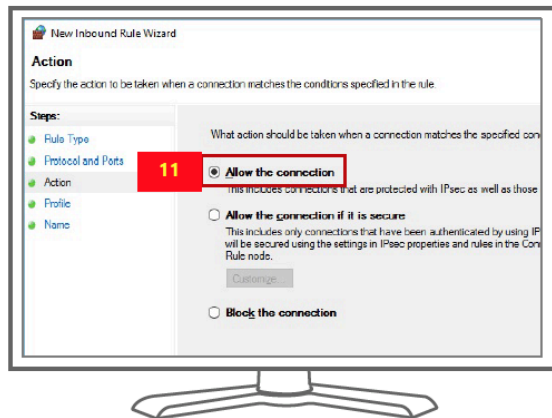 New Inbound Rule Wizard
Action
Specify the action to be taken when a connection matches the conditions specified in the rule.
Steps:
Rule Type
Protocol and Ports
Action
Profile
Name
What action should be taken when a connection matches the specified con
11
Allow the connection
This includes connections that are protected with IPsec as well as those
Allow the connection if it is secure
This includes only connections that have been authenticated by using IP
will be secured using the settings in IPsec properties and rules in the Con
Rule node.
Customize...
Block the connection